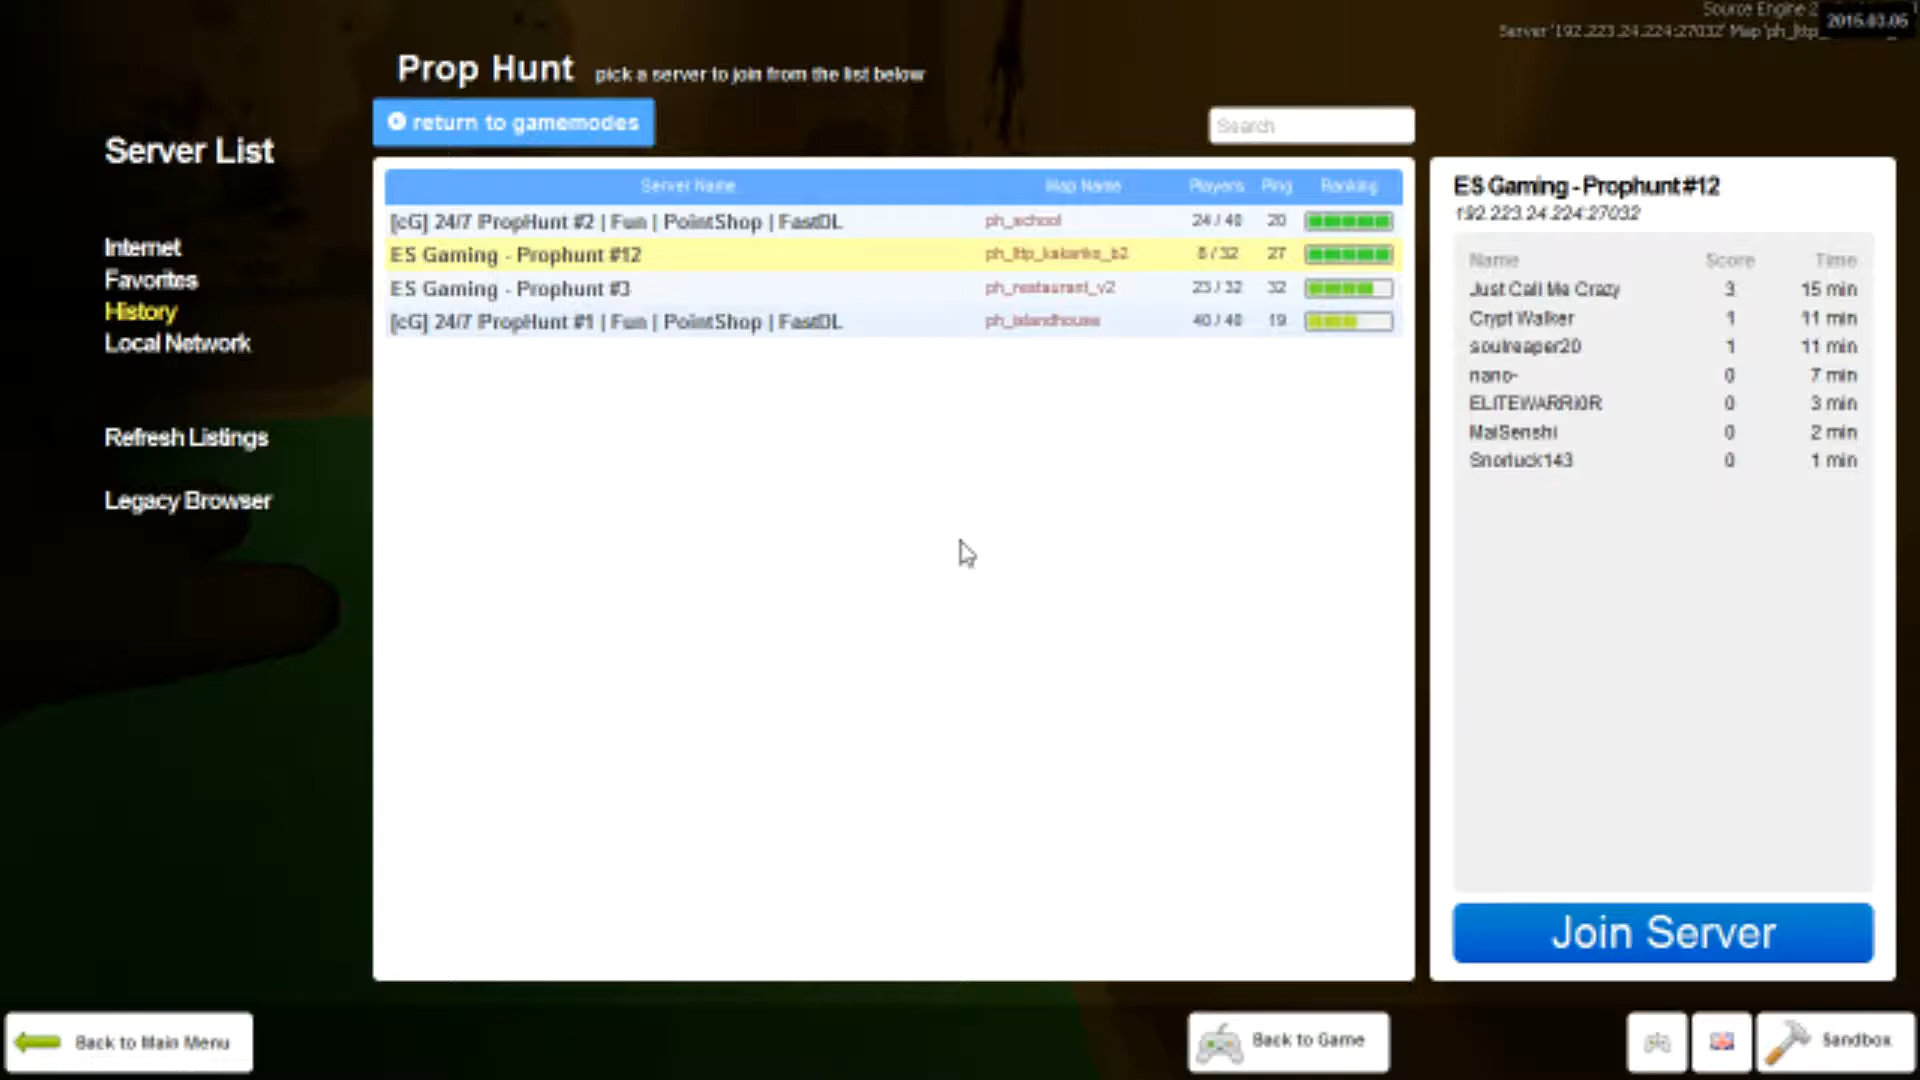 Source Engine 2
2015.03.05
Server '192.223.24.224:27032' Map 'ph_lttp_
Prop Hunt pick a server to join from the list below
return to gamemodes
Search
Server List
Internet
Favorites
History
Local Network
Refresh Listings
Legacy Browser
Server Name Map Name Players Ping Ranking
[cG] 24/7 PropHunt #2 | Fun | PointShop | FastDL ph_school 24 / 40 20
ES Gaming - Prophunt #12 ph_lttp_kakariko_b2 8 / 32 27
ES Gaming - Prophunt #3 ph_restaurant_v2 23 / 32 32
[cG] 24/7 PropHunt #1 | Fun | PointShop | FastDL ph_islandhouse 40 / 40 19
ES Gaming - Prophunt #12
192.223.24.224:27032
Name Score Time
Just Call Me Crazy 3 15 min
Crypt Walker 1 11 min
soulreaper20 1 11 min
nano- 0 7 min
ELITEWARRi0R 0 3 min
MaiSenshi 0 2 min
Snorluck143 0 1 min
Join Server
Back to Main Menu
Back to Game
Sandbox